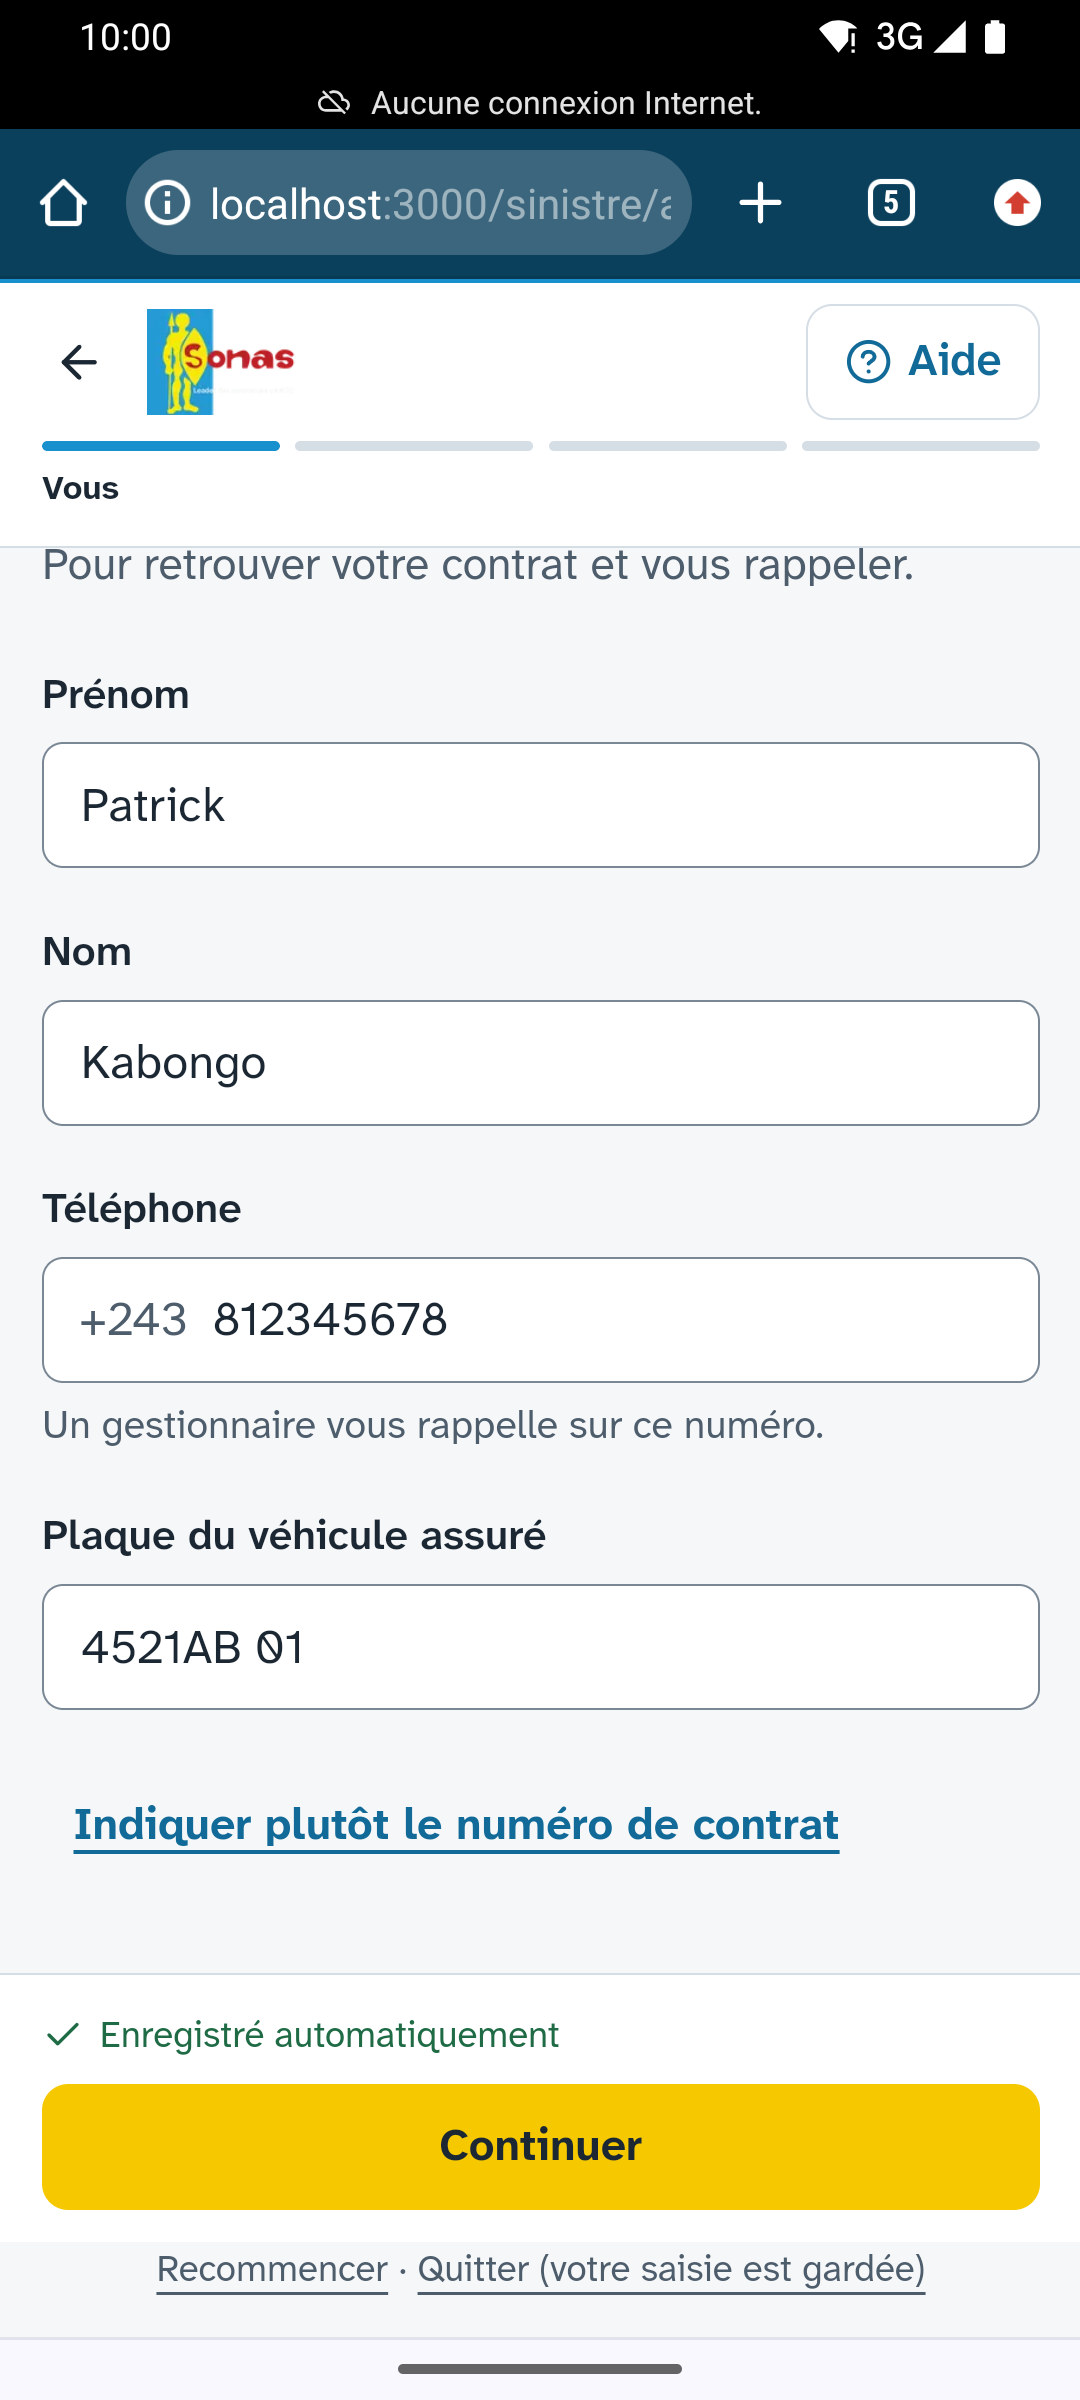 10:00
3G
Aucune connexion Internet.
localhost:3000/sinistre/a
5
Sonas
Aide
Vous
Pour retrouver votre contrat et vous rappeler.
Prénom
Patrick
Nom
Kabongo
Téléphone
+243 812345678
Un gestionnaire vous rappelle sur ce numéro.
Plaque du véhicule assuré
4521AB 01
Indiquer plutôt le numéro de contrat
Enregistré automatiquement
Continuer
Recommencer · Quitter (votre saisie est gardée)